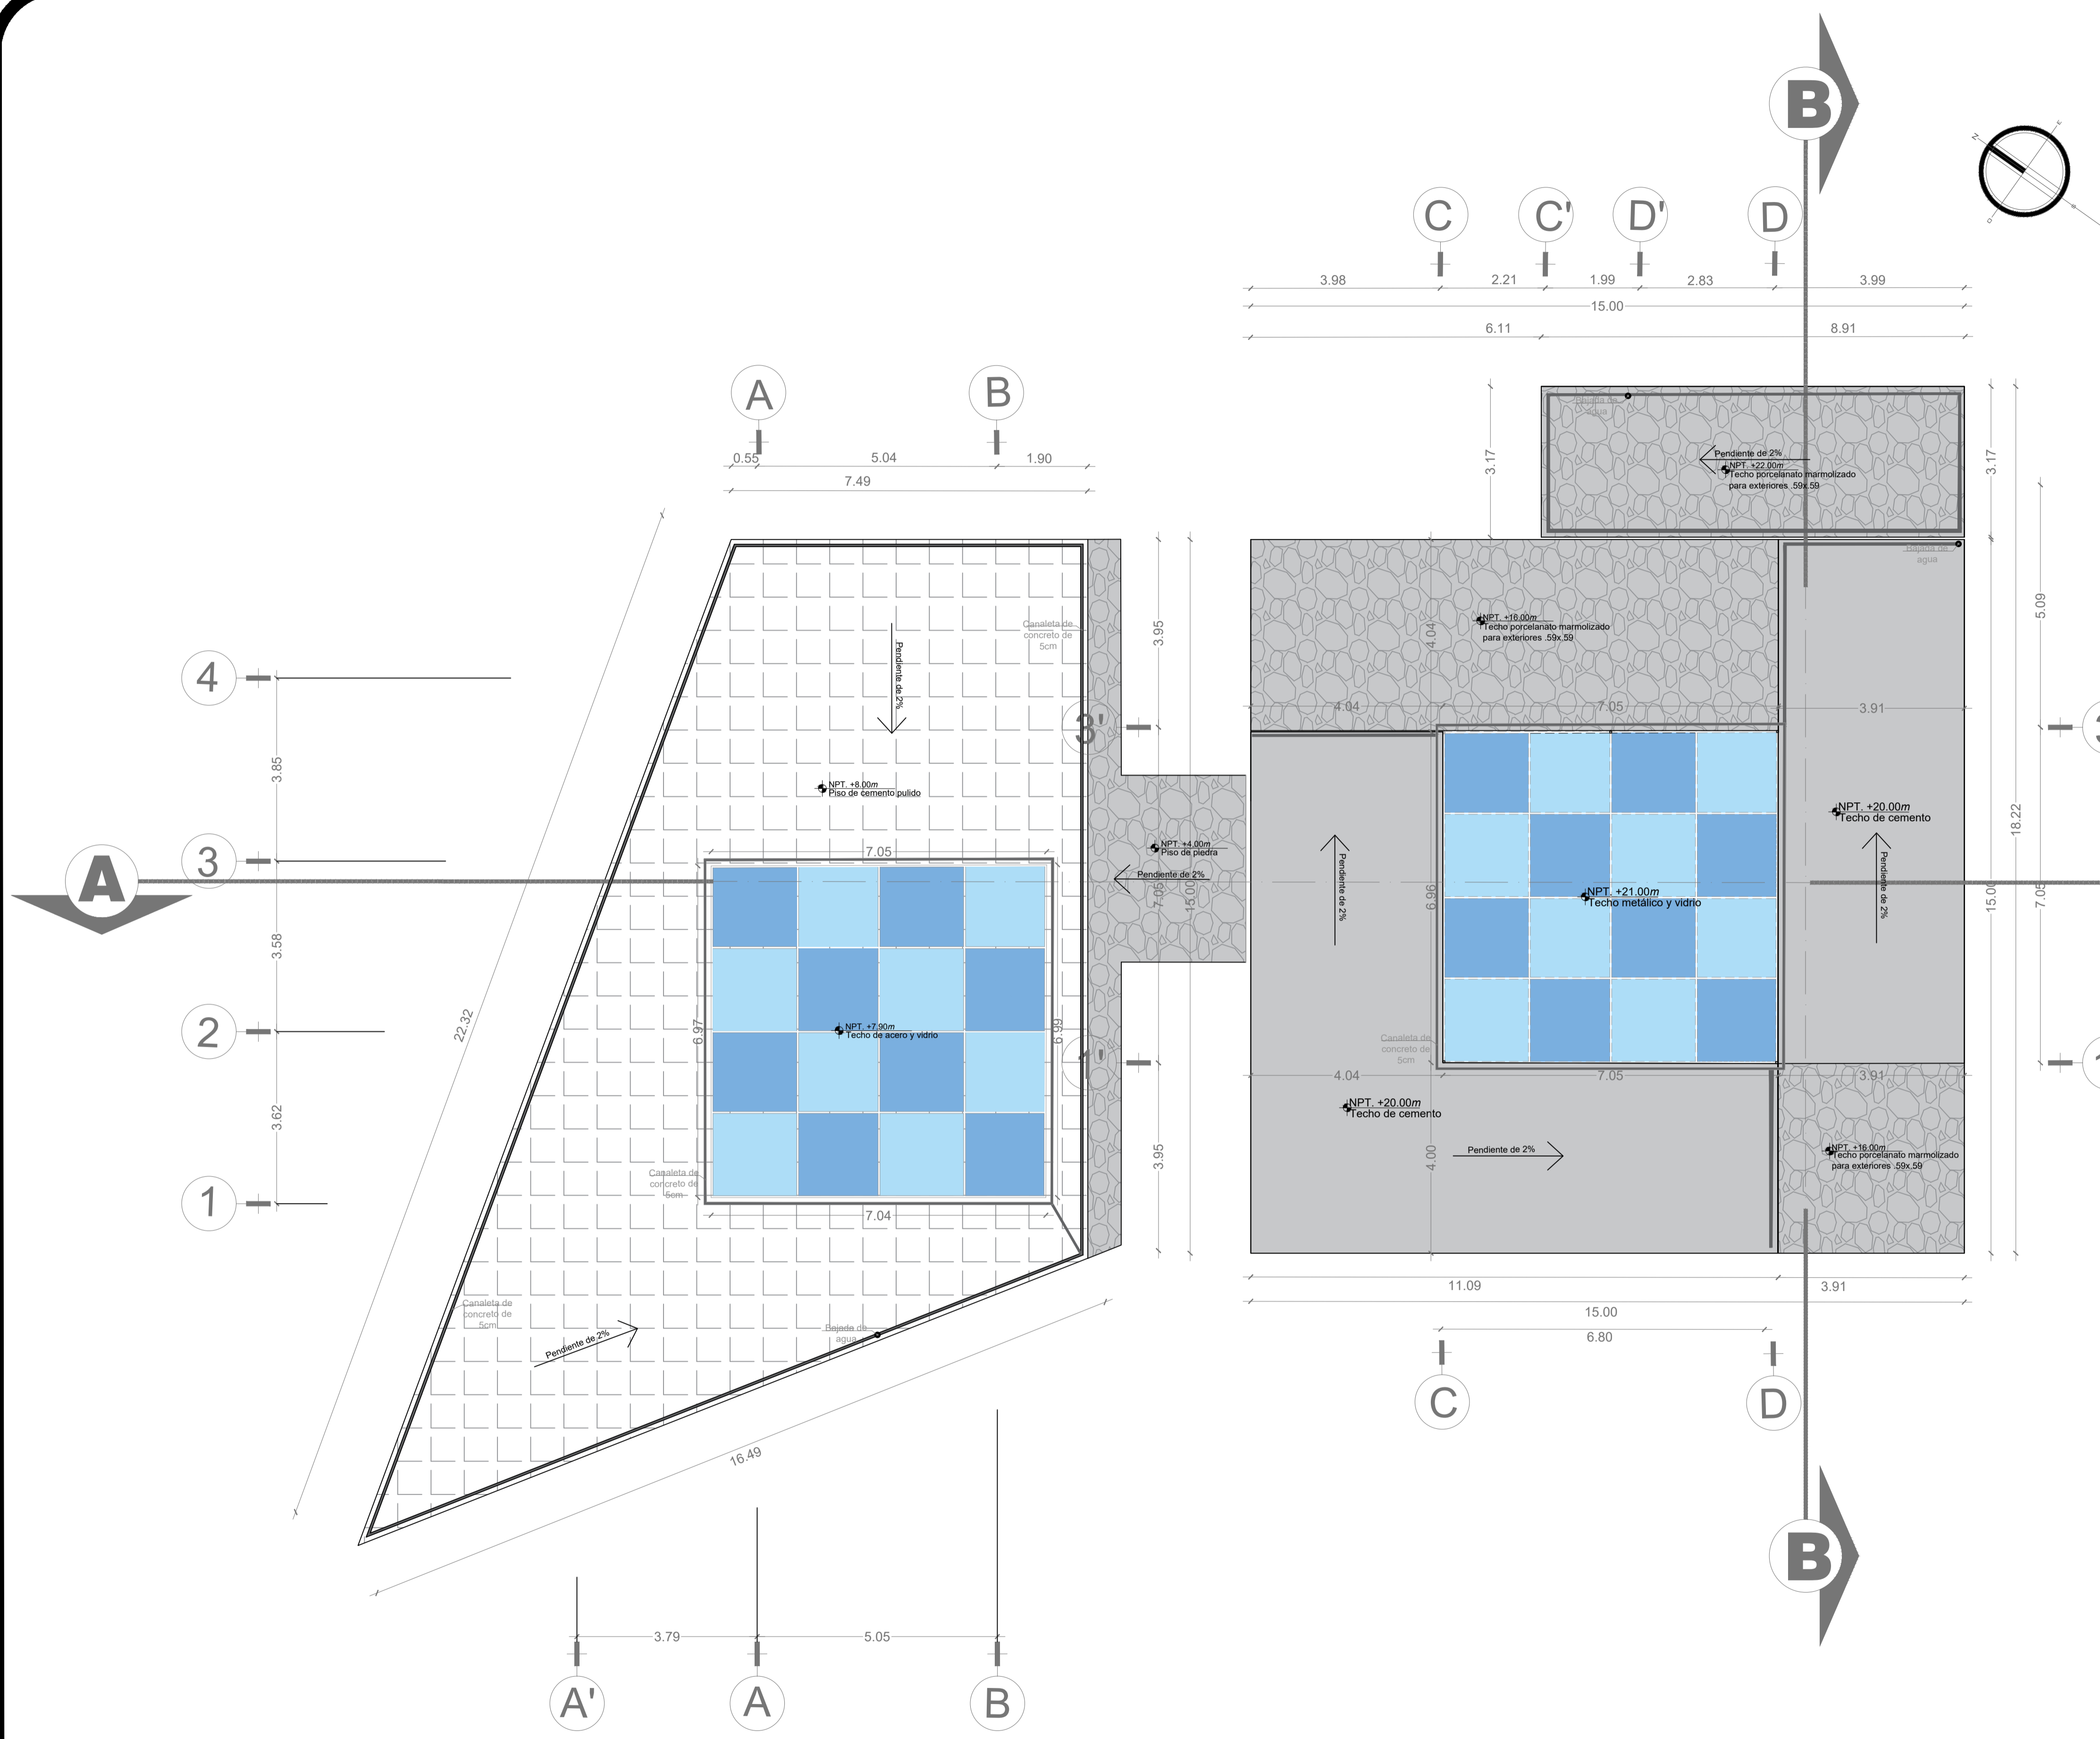 B
N
E
O
S
C
C'
D'
D
3.98
2.21
1.99
2.83
3.99
15.00
6.11
8.91
A
B
0.55
5.04
1.90
7.49
3.17
Bajada de
agua
Pendiente de 2%
NPT. +22.00m
Techo porcelanato marmolizado
para exteriores .59x.59
3.17
Bajada de
agua
5.09
Canaleta de
concreto de
5cm
3.95
4.04
NPT. +16.00m
Techo porcelanato marmolizado
para exteriores .59x.59
Pendiente de 2%
4
3'
4.04
7.05
3.91
3.85
NPT. +8.00m
Piso de cemento pulido
NPT. +20.00m
Techo de cemento
18.22
3
A
7.05
NPT. +4.00m
Piso de piedra
Pendiente de 2%
7.05
15.00
Pendiente de 2%
6.96
NPT. +21.00m
Techo metálico y vidrio
Pendiente de 2%
15.00
7.05
3.58
22.32
2
6.97
NPT. +7.90m
Techo de acero y vidrio
6.99
1'
Canaleta de
concreto de
5cm
4.04
7.05
3.91
3.62
NPT. +20.00m
Techo de cemento
3.95
4.00
Pendiente de 2%
NPT. +16.00m
Techo porcelanato marmolizado
para exteriores .59x.59
1
Canaleta de
concreto de
5cm
7.04
Canaleta de
concreto de
5cm
Pendiente de 2%
Bajada de
agua
11.09
3.91
15.00
6.80
C
D
16.49
B
3.79
5.05
A'
A
B